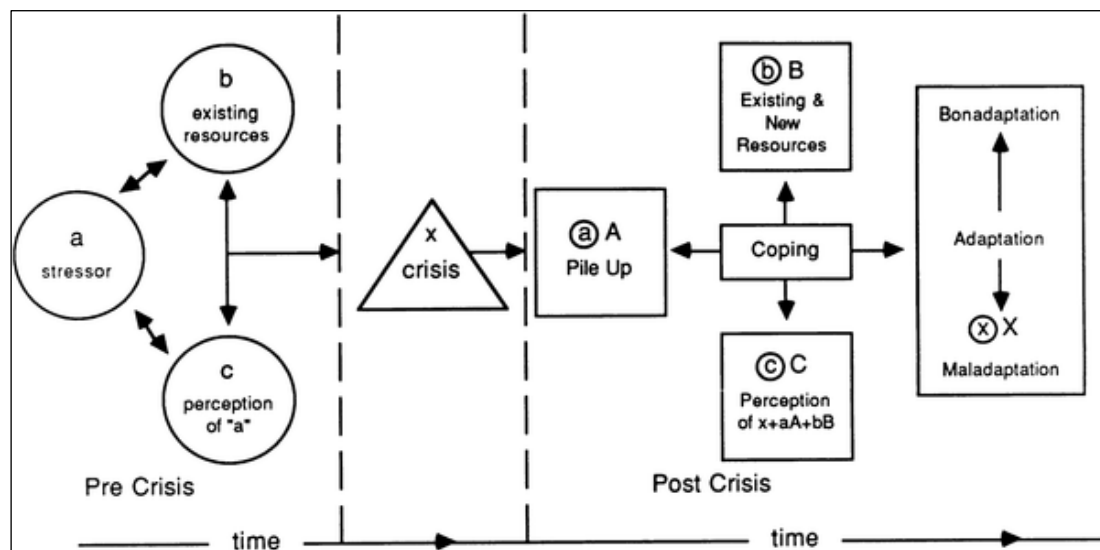 b
existing
resources
a
stressor
c
perception
of "a"
Pre Crisis
x
crisis
a A
Pile Up
b B
Existing &
New
Resources
Coping
c C
Perception
of x+aA+bB
Post Crisis
Bonadaptation
Adaptation
x X
Maladaptation
time
time